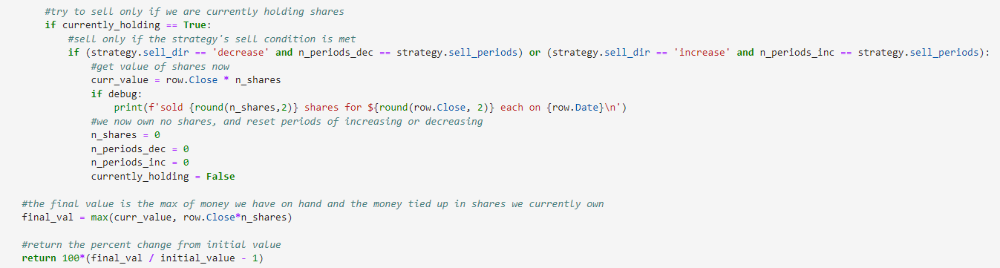 #try to sell only if we are currently holding shares
if currently_holding == True:
#sell only if the strategy's sell condition is met
if (strategy.sell_dir == 'decrease' and n_periods_dec == strategy.sell_periods) or (strategy.sell_dir == 'increase' and n_periods_inc == strategy.sell_periods):
#get value of shares now
curr_value = row.Close * n_shares
if debug:
print(f'sold {round(n_shares,2)} shares for ${round(row.Close, 2)} each on {row.Date}\n')
#we now own no shares, and reset periods of increasing or decreasing
n_shares = 0
n_periods_dec = 0
n_periods_inc = 0
currently_holding = False
#the final value is the max of money we have on hand and the money tied up in shares we currently own
final_val = max(curr_value, row.Close*n_shares)
#return the percent change from initial value
return 100*(final_val / initial_value - 1)